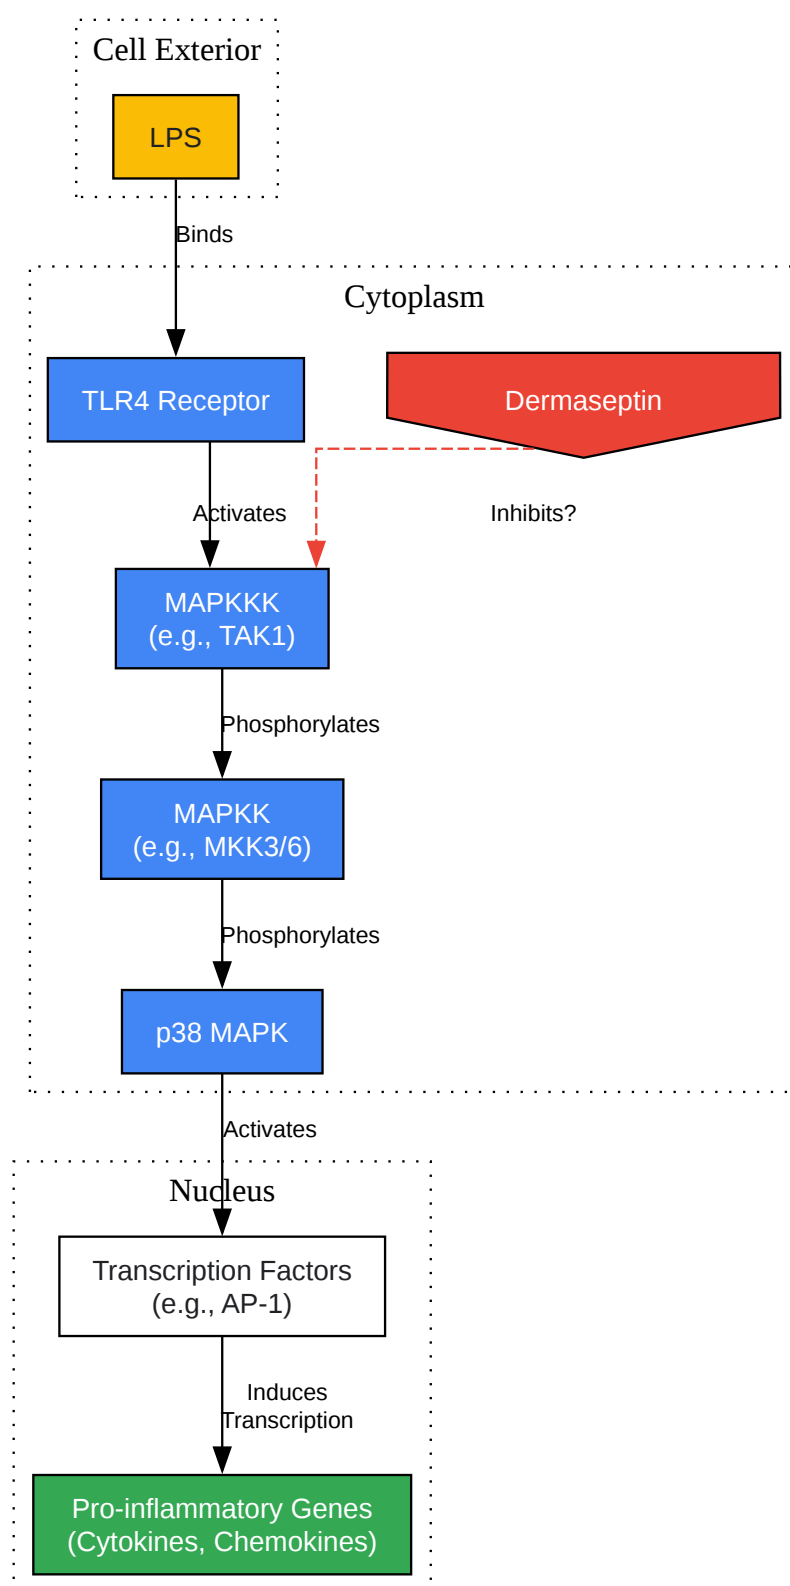 Cell Exterior
LPS
Binds
Cytoplasm
TLR4 Receptor
Dermaseptin
Activates
Inhibits?
MAPKKK
(e.g., TAK1)
Phosphorylates
MAPKK
(e.g., MKK3/6)
Phosphorylates
p38 MAPK
Activates
Nucleus
Transcription Factors
(e.g., AP-1)
Induces
Transcription
Pro-inflammatory Genes
(Cytokines, Chemokines)